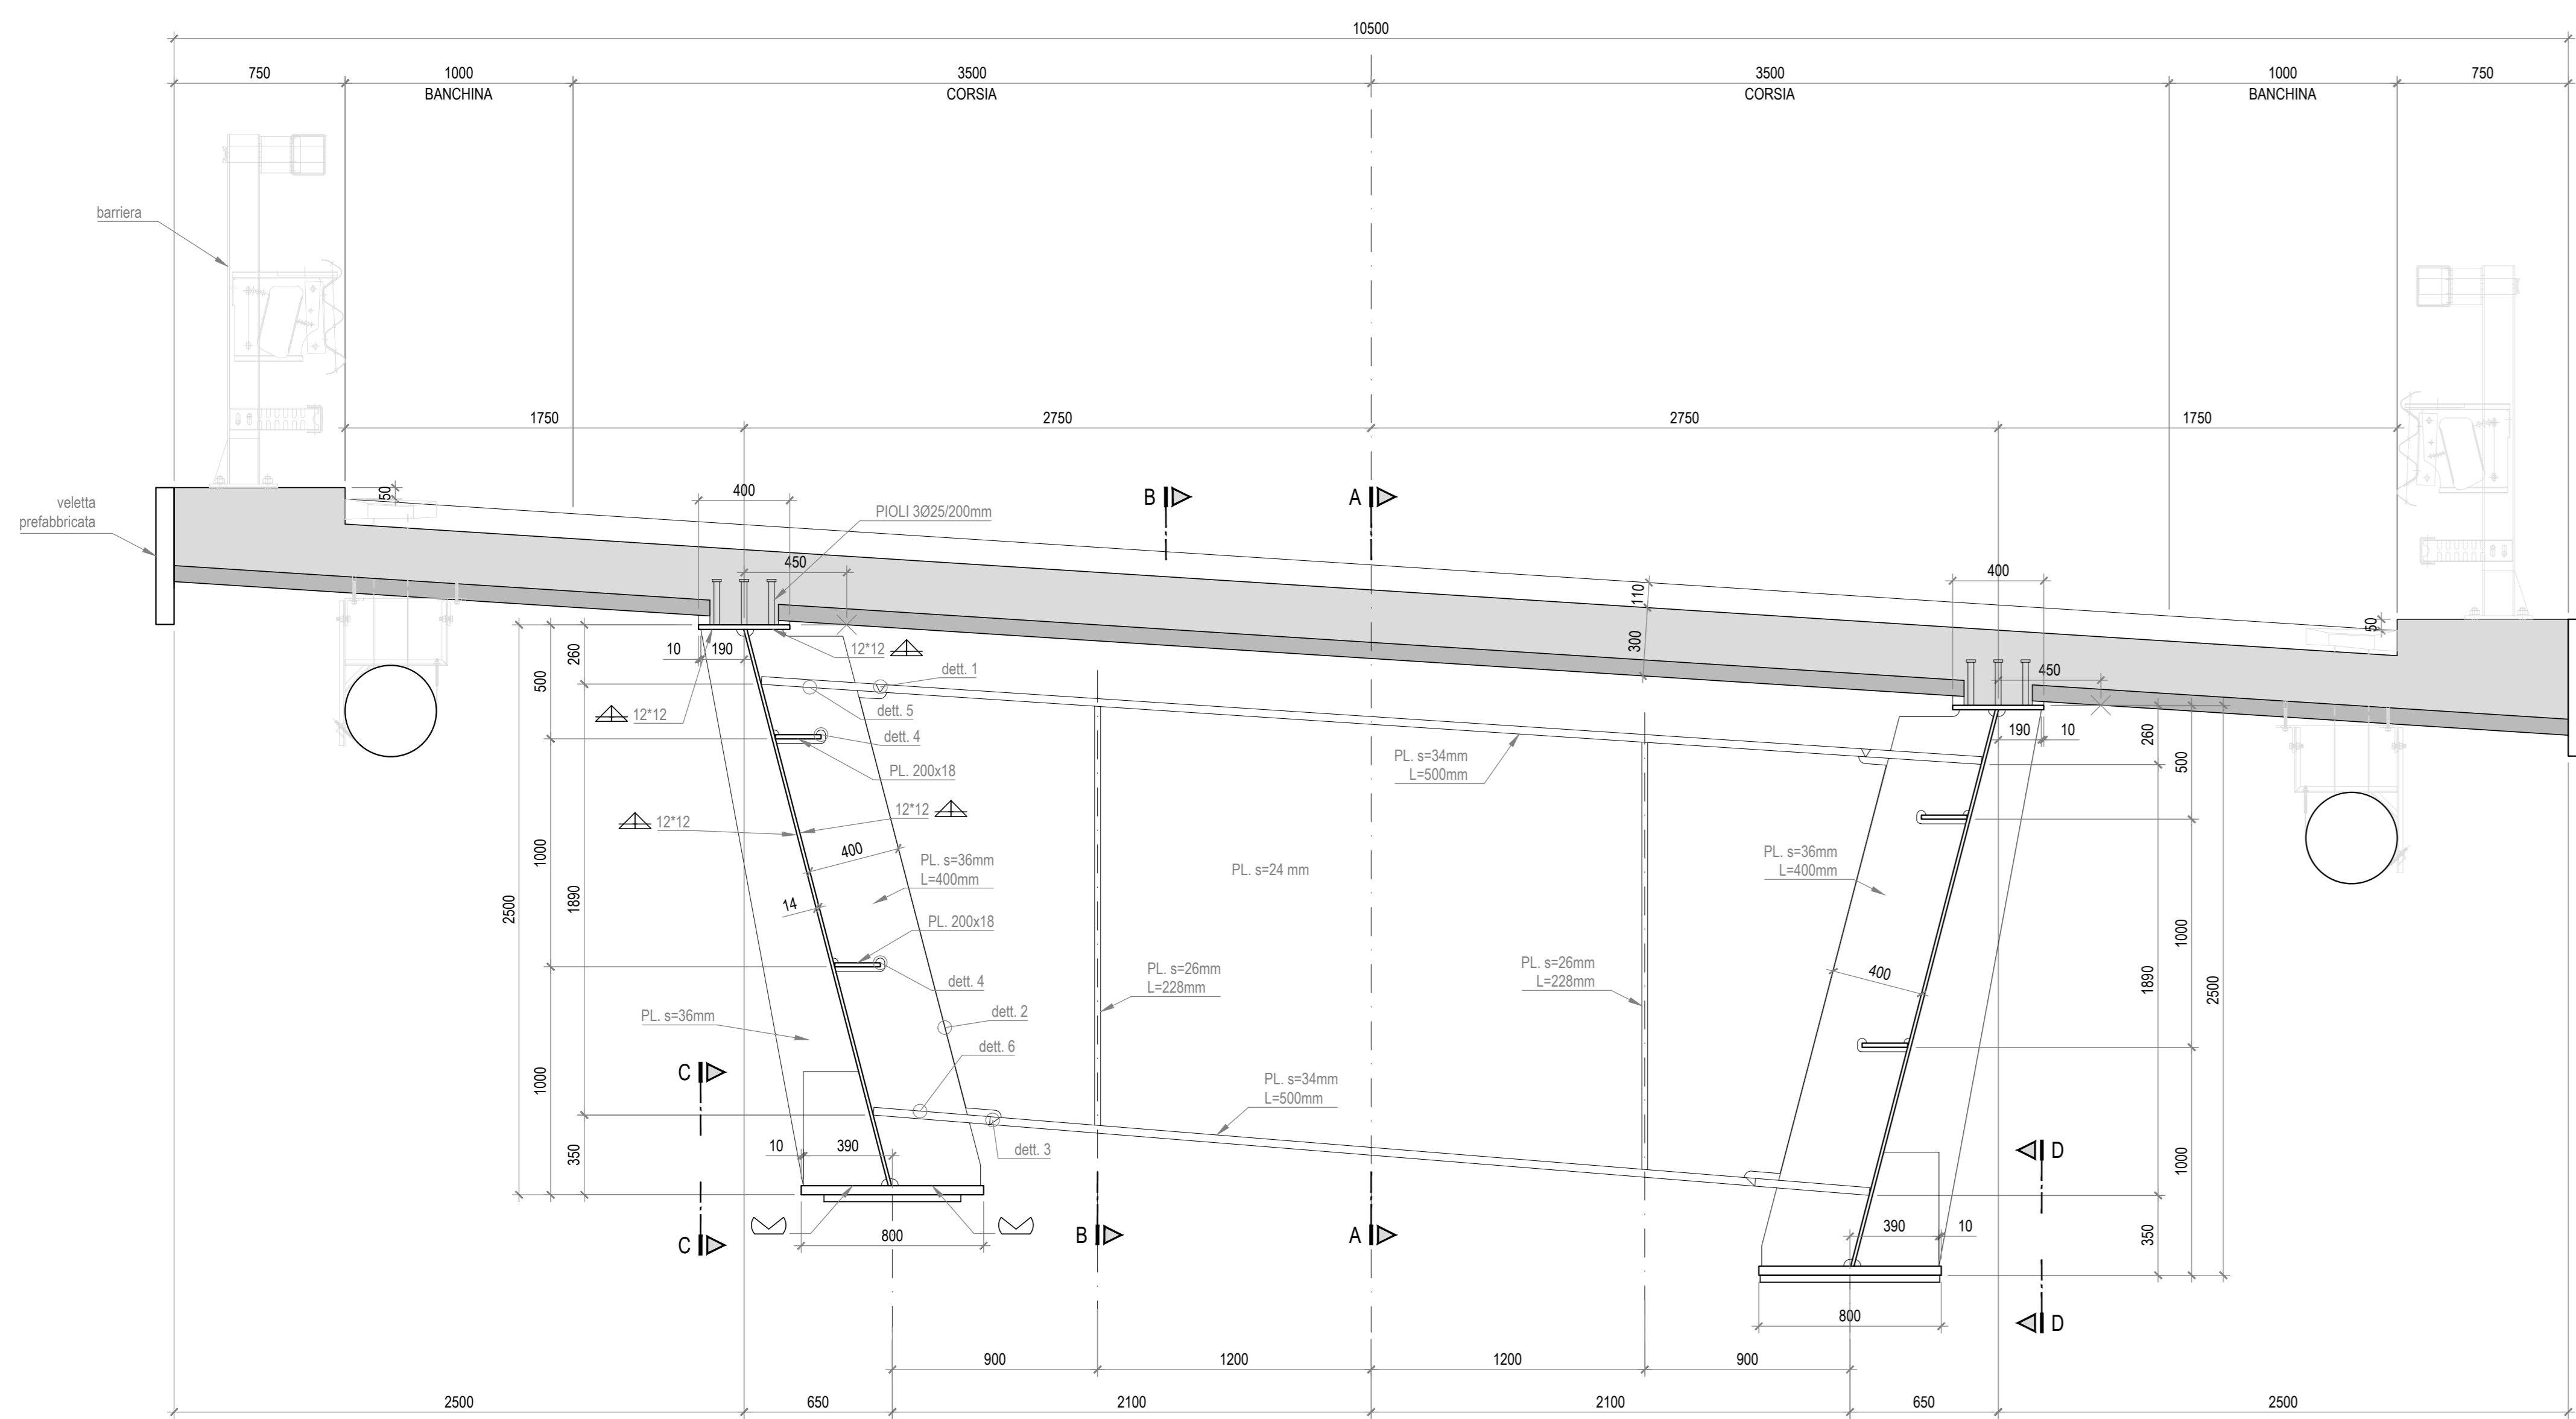 10500
750
1000
3500
3500
1000
750
BANCHINA
CORSIA
CORSIA
BANCHINA
barriera
1750
2750
2750
1750
veletta
prefabbricata
50
400
B
A
PIOLI 3Ø25/200mm
450
110
300
400
50
450
10
190
12*12
260
500
dett. 1
12*12
dett. 5
dett. 4
PL. 200x18
PL. s=34mm
L=500mm
190
10
260
500
12*12
12*12
400
PL. s=36mm
L=400mm
PL. s=24 mm
PL. s=36mm
L=400mm
1000
1890
2500
14
PL. 200x18
dett. 4
PL. s=26mm
L=228mm
PL. s=26mm
L=228mm
400
1000
1890
2500
PL. s=36mm
dett. 2
dett. 6
C
1000
350
10
390
PL. s=34mm
L=500mm
dett. 3
D
1000
350
390
10
C
800
B
A
800
D
900
1200
1200
900
2500
650
2100
2100
650
2500